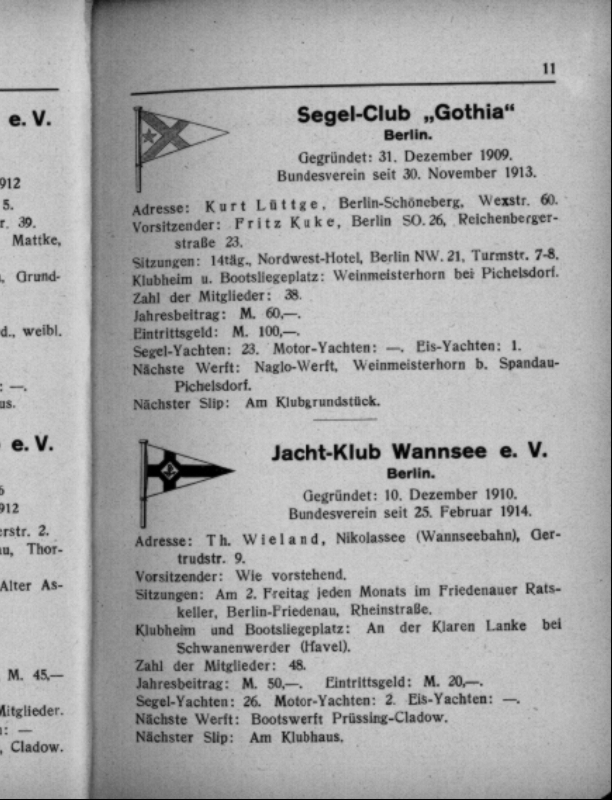 e. V.
912
5.
r. 39.
Mattke,
Grund-
d., weibl.
: —.
us.
e. V.
6
912
erstr. 2.
au, Thor-
Alter As-
M. 45,—
Mitglieder.
: —
, Cladow.
11
Segel-Club „Gothia“
Berlin.
Gegründet: 31. Dezember 1909.
Bundesverein seit 30. November 1913.
Adresse: Kurt Lüttge, Berlin-Schöneberg, Wexstr. 60.
Vorsitzender: Fritz Kuke, Berlin SO. 26, Reichenberger-
straße 23.
Sitzungen: 14täg., Nordwest-Hotel, Berlin NW. 21, Turmstr. 7-8.
Klubheim u. Bootsliegeplatz: Weinmeisterhorn bei Pichelsdorf.
Zahl der Mitglieder: 38.
Jahresbeitrag: M. 60,—.
Eintrittsgeld: M. 100,—.
Segel-Yachten: 23. Motor-Yachten: —. Eis-Yachten: 1.
Nächste Werft: Naglo-Werft, Weinmeisterhorn b. Spandau-
Pichelsdorf.
Nächster Slip: Am Klubgrundstück.
Jacht-Klub Wannsee e. V.
Berlin.
Gegründet: 10. Dezember 1910.
Bundesverein seit 25. Februar 1914.
Adresse: Th. Wieland, Nikolassee (Wannseebahn), Ger-
trudstr. 9.
Vorsitzender: Wie vorstehend.
Sitzungen: Am 2. Freitag jeden Monats im Friedenauer Rats-
keller, Berlin-Friedenau, Rheinstraße.
Klubheim und Bootsliegeplatz: An der Klaren Lanke bei
Schwanenwerder (Havel).
Zahl der Mitglieder: 48.
Jahresbeitrag: M. 50,—. Eintrittsgeld: M. 20,—.
Segel-Yachten: 26. Motor-Yachten: 2. Eis-Yachten: —.
Nächste Werft: Bootswerft Prüssing-Cladow.
Nächster Slip: Am Klubhaus.